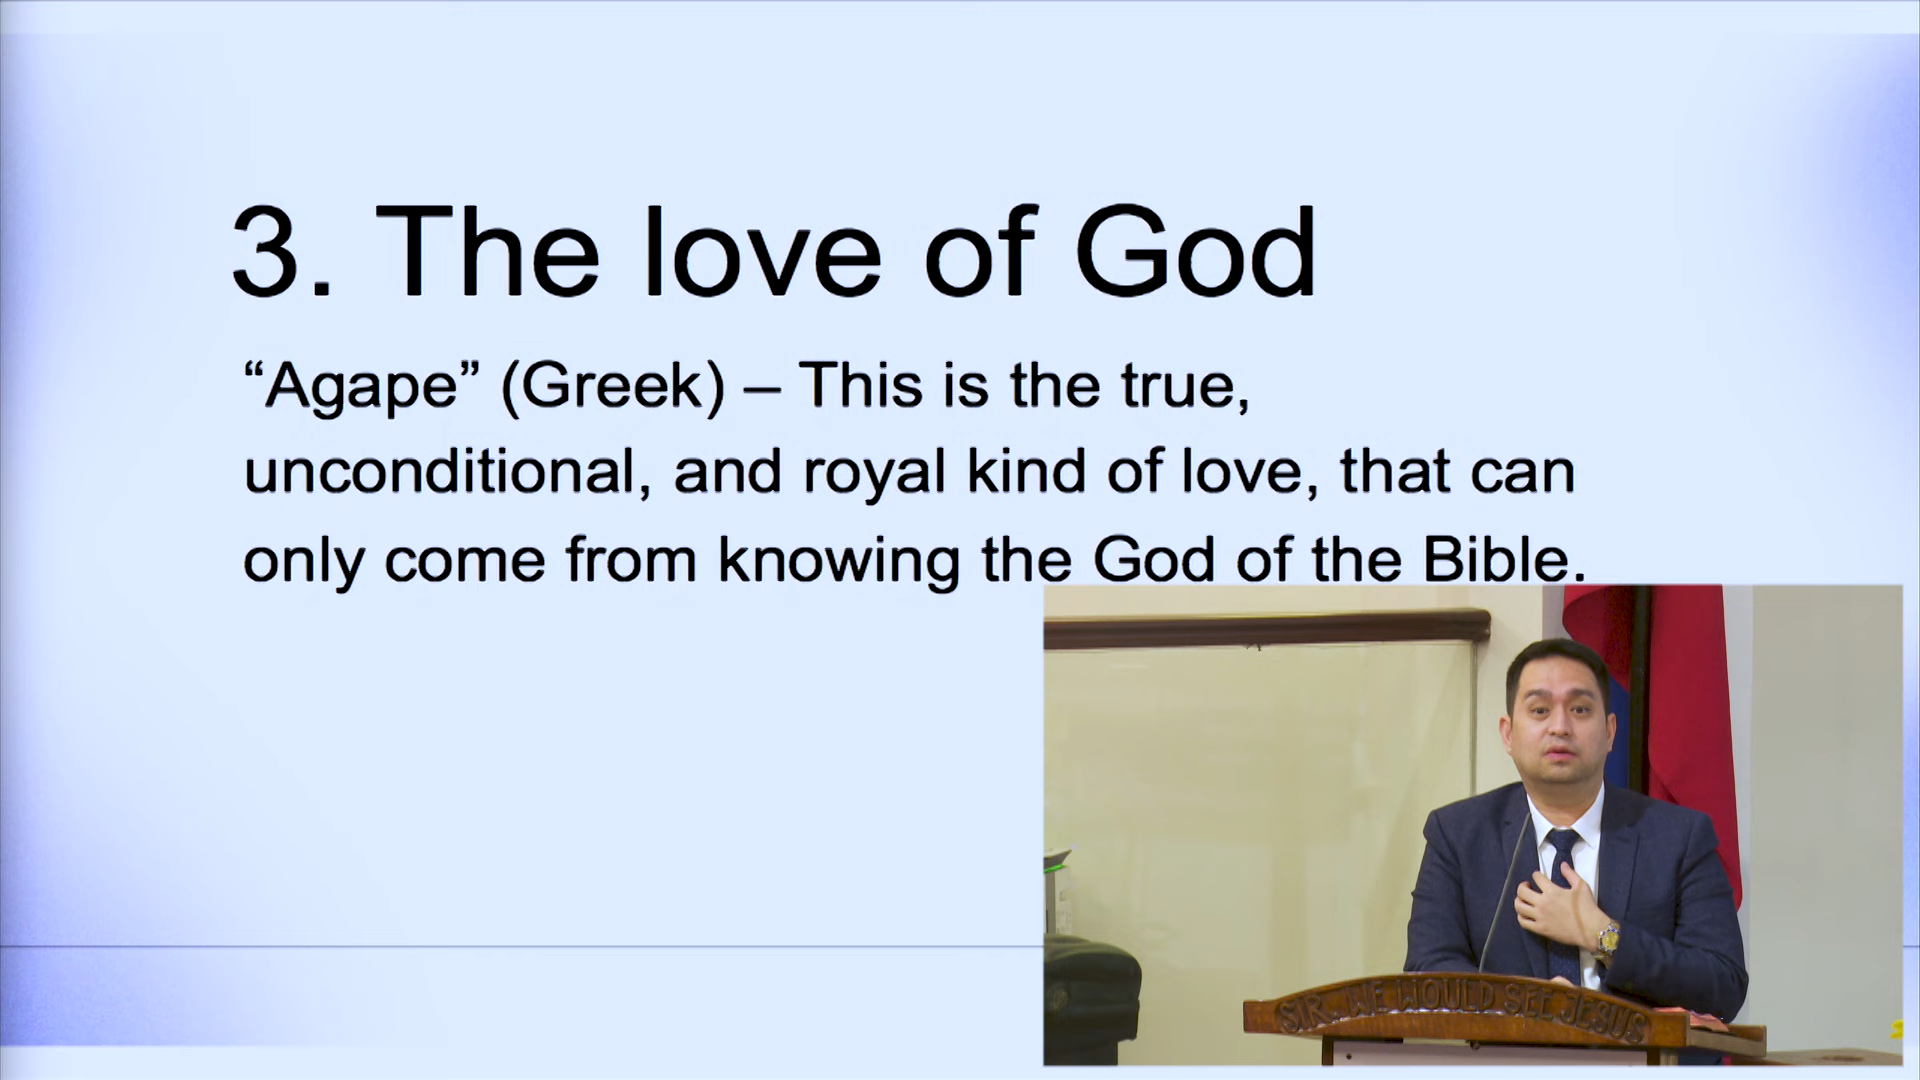 3. The love of God
“Agape” (Greek) – This is the true,
unconditional, and royal kind of love, that can
only come from knowing the God of the Bible.
SIR, WE WOULD SEE JESUS